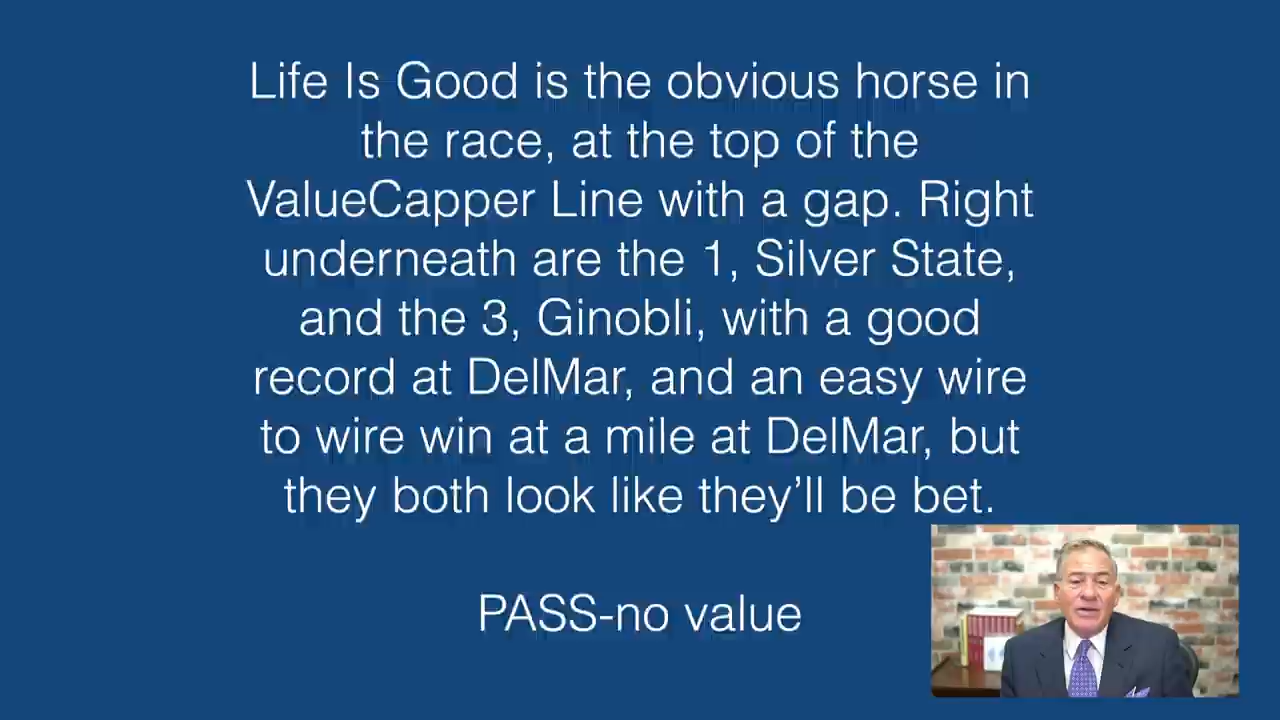 Life Is Good is the obvious horse in
the race, at the top of the
ValueCapper Line with a gap. Right
underneath are the 1, Silver State,
and the 3, Ginobli, with a good
record at DelMar, and an easy wire
to wire win at a mile at DelMar, but
they both look like they’ll be bet.
PASS-no value